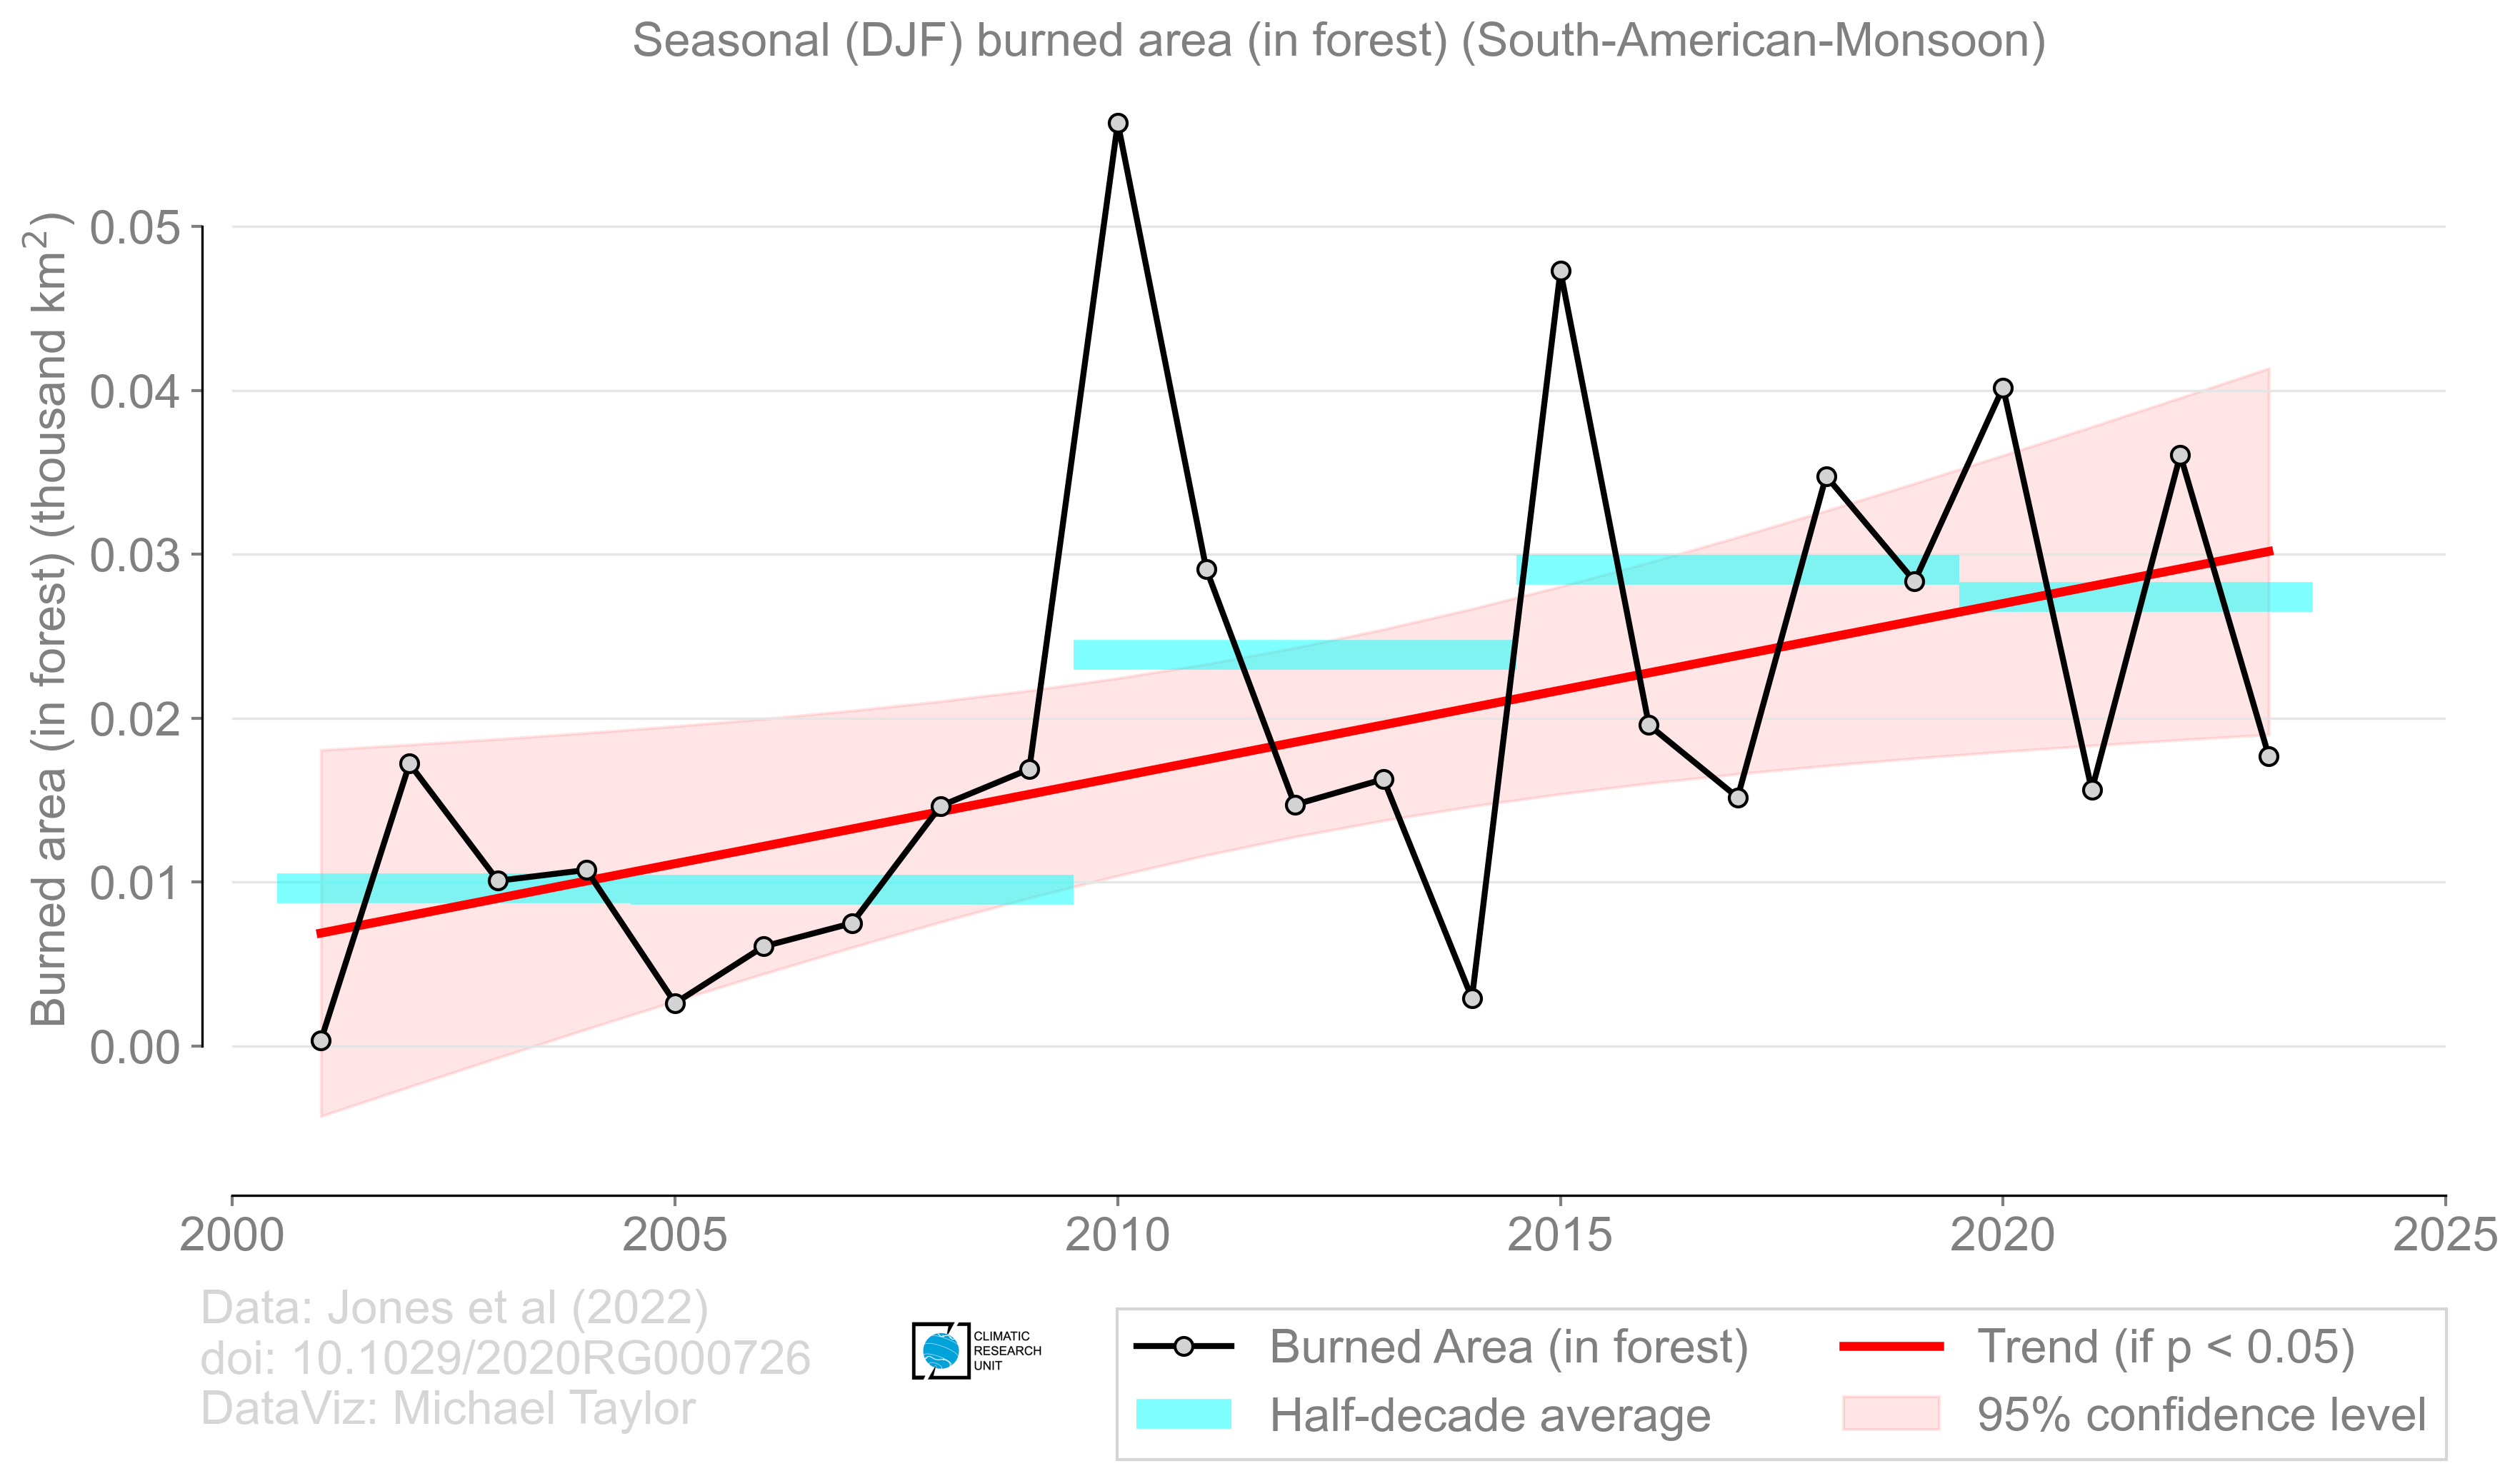 Seasonal (DJF) burned area (in forest) (South-American-Monsoon)
Burned area (in forest) (thousand km²)
0.05
0.04
0.03
0.02
0.01
0.00
2000 2005 2010 2015 2020 2025
Data: Jones et al (2022)
doi: 10.1029/2020RG000726
DataViz: Michael Taylor
CLIMATIC
RESEARCH
UNIT
Burned Area (in forest)
Half-decade average
Trend (if p < 0.05)
95% confidence level